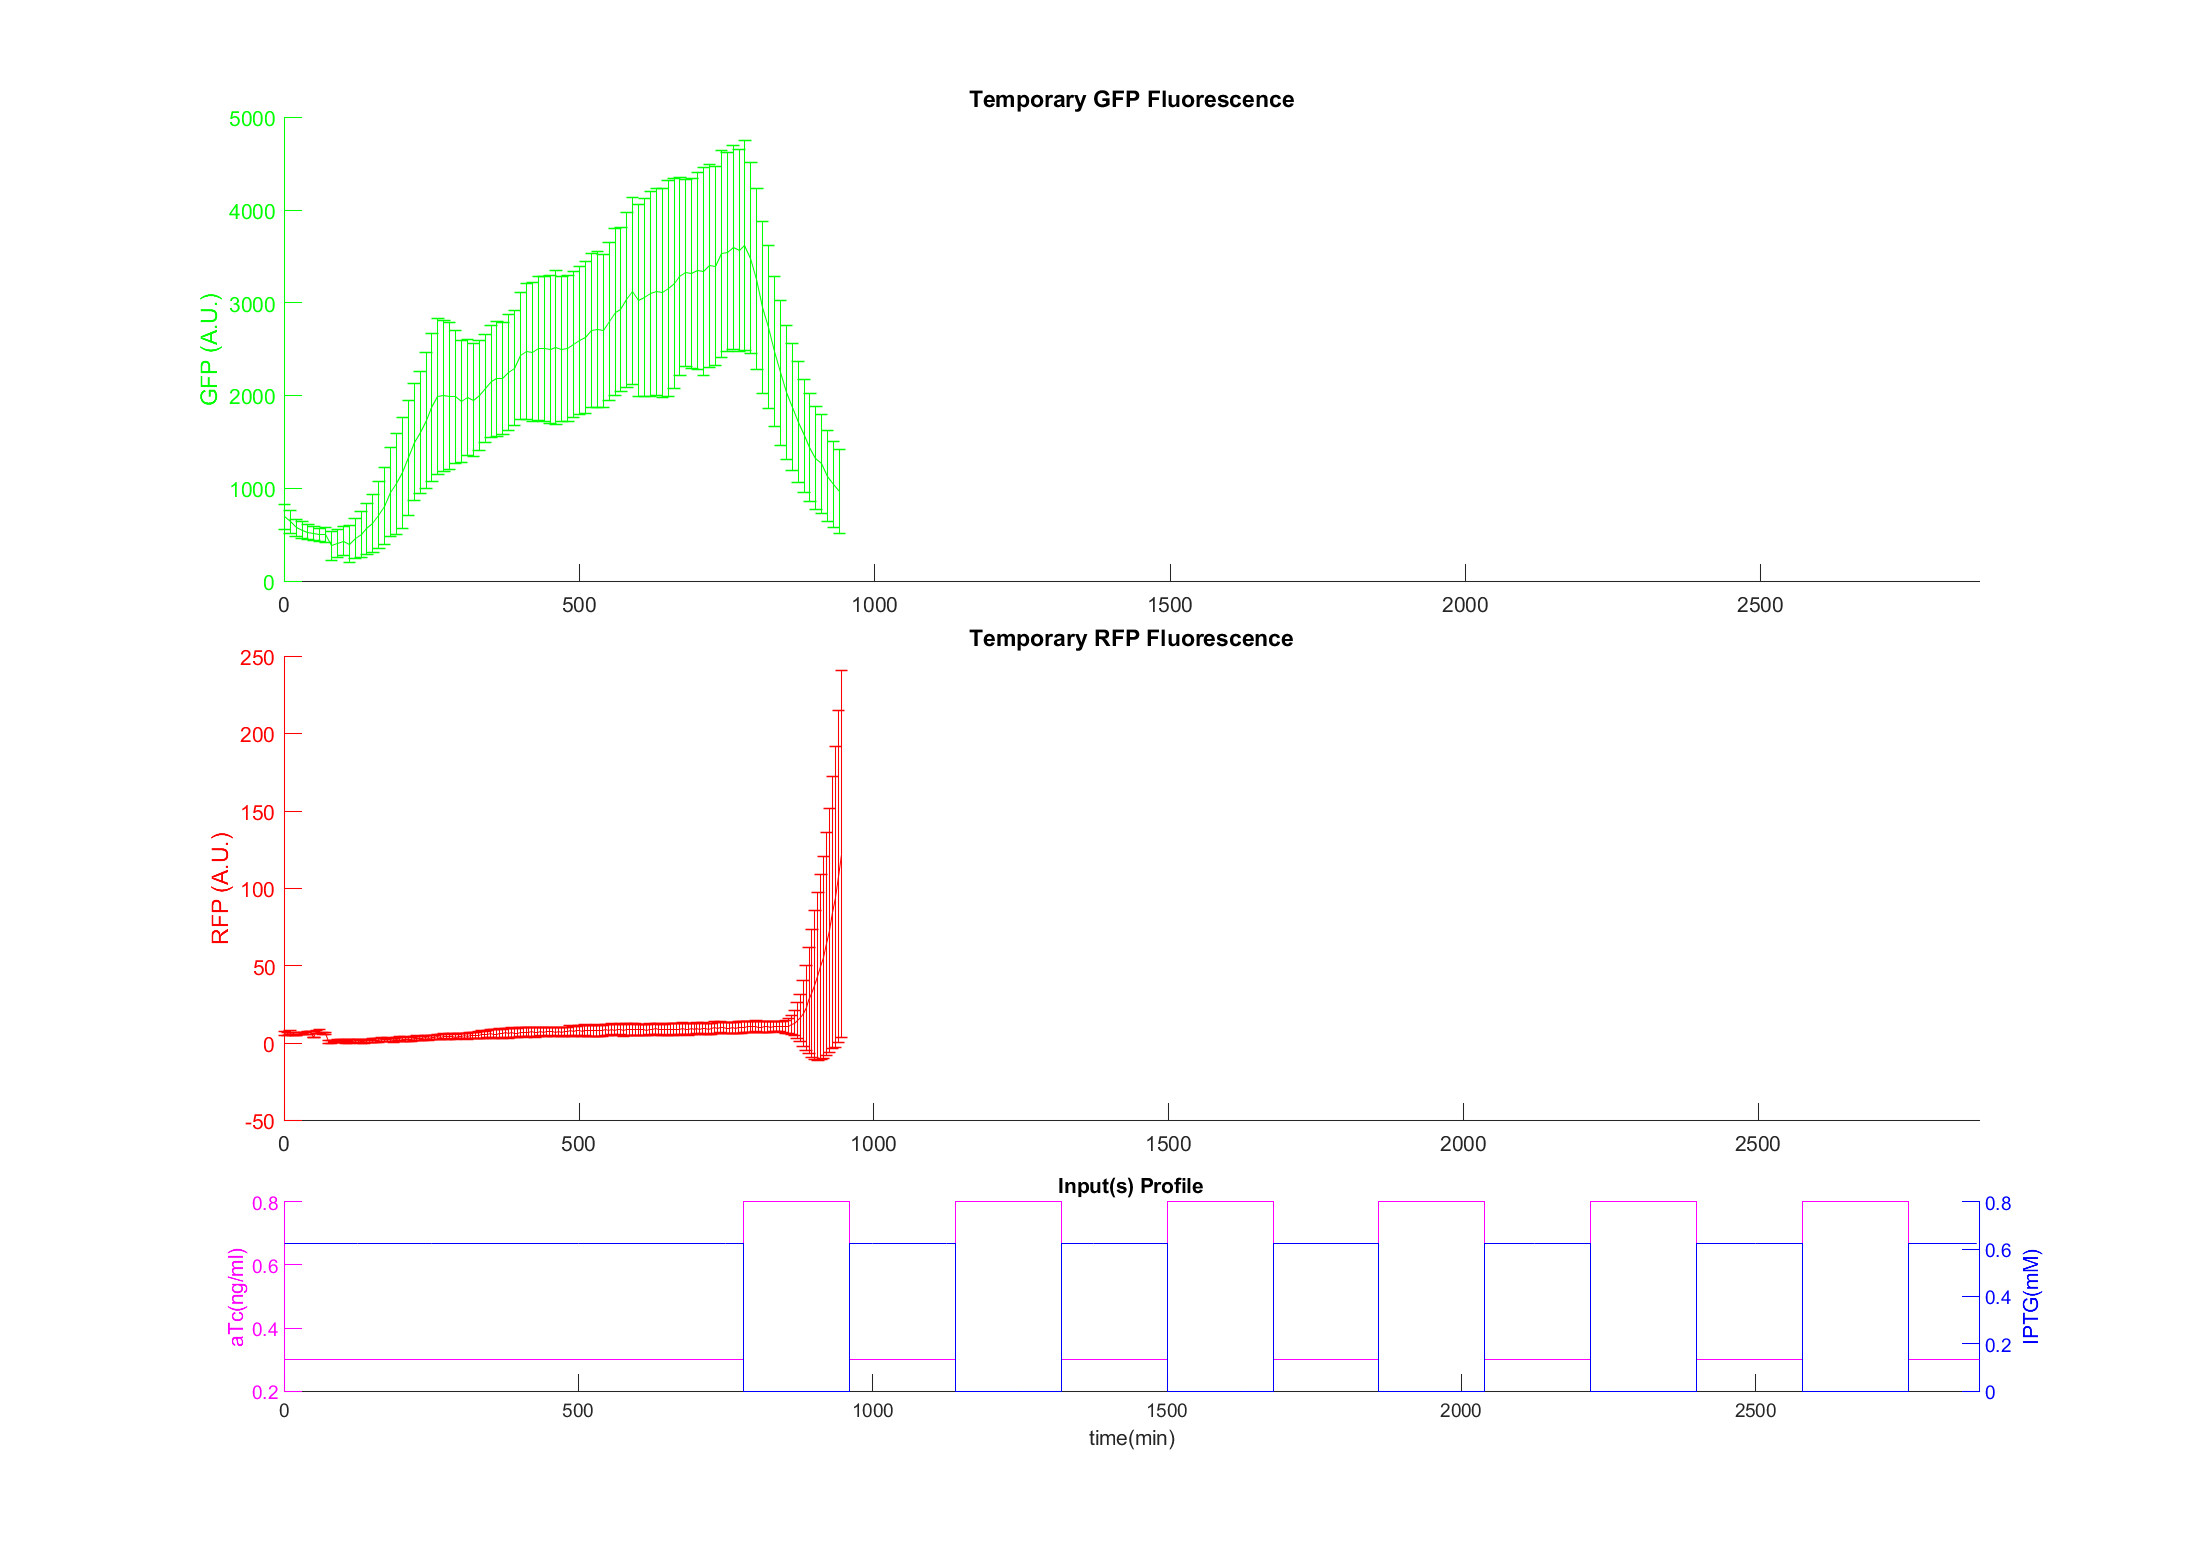 Temporary GFP Fluorescence
5000
4000
3000
2000
1000
0
GFP (A.U.)
0 500 1000 1500 2000 2500
Temporary RFP Fluorescence
250
200
150
100
50
0
-50
RFP (A.U.)
0 500 1000 1500 2000 2500
Input(s) Profile
0.8
0.6
0.4
0.2
aTc(ng/ml)
0.8
0.6
0.4
0.2
0
IPTG(mM)
0 500 1000 1500 2000 2500
time(min)